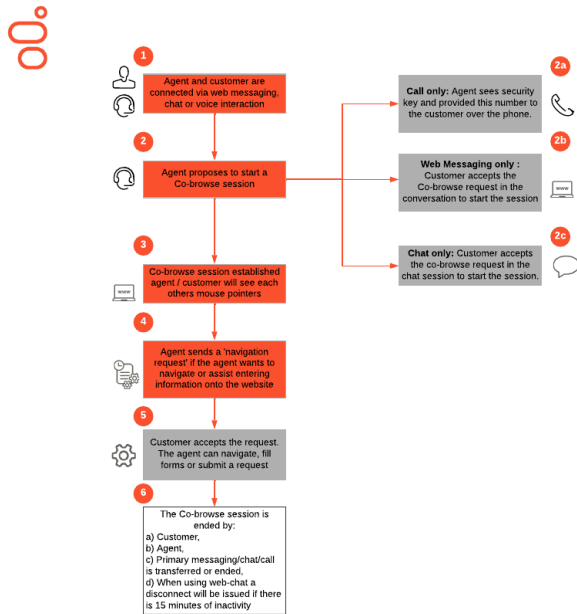 1
Agent and customer are
connected via web messaging,
chat or voice interaction
2
Agent proposes to start a
Co-browse session
2a
Call only: Agent sees security
key and provided this number to
the customer over the phone.
2b
Web Messaging only :
Customer accepts the
Co-browse request in the
conversation to start the session
www
2c
Chat only: Customer accepts
the co-browse request in the
chat session to start the session.
3
Co-browse session established
agent / customer will see each
others mouse pointers
www
4
Agent sends a 'navigation
request' if the agent wants to
navigate or assist entering
information onto the website
5
Customer accepts the request.
The agent can navigate, fill
forms or submit a request
6
The Co-browse session is
ended by:
a) Customer,
b) Agent,
c) Primary messaging/chat/call
is transferred or ended,
d) When using web-chat a
disconnect will be issued if there
is 15 minutes of inactivity